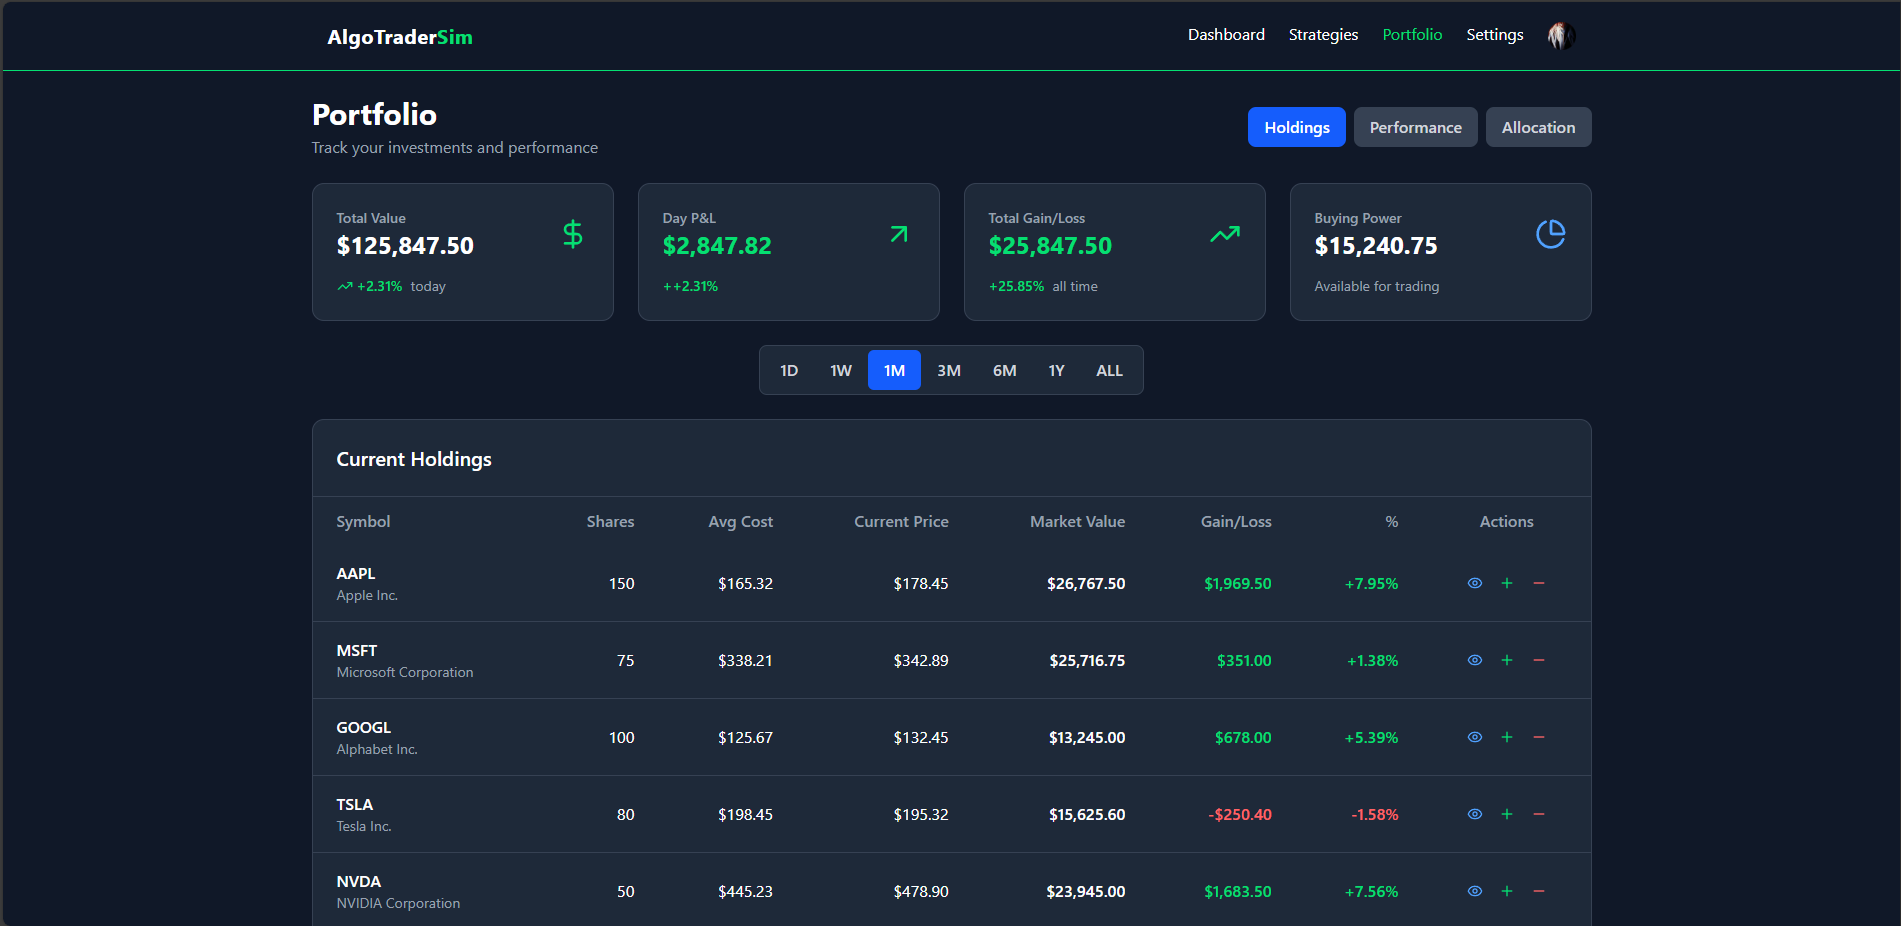 AlgoTraderSim
Dashboard Strategies Portfolio Settings
Portfolio
Track your investments and performance
Holdings Performance Allocation
Total Value
$125,847.50
+2.31% today
Day P&L
$2,847.82
++2.31%
Total Gain/Loss
$25,847.50
+25.85% all time
Buying Power
$15,240.75
Available for trading
1D 1W 1M 3M 6M 1Y ALL
Current Holdings
Symbol Shares Avg Cost Current Price Market Value Gain/Loss % Actions
AAPL
Apple Inc.
150 $165.32 $178.45 $26,767.50 $1,969.50 +7.95%
MSFT
Microsoft Corporation
75 $338.21 $342.89 $25,716.75 $351.00 +1.38%
GOOGL
Alphabet Inc.
100 $125.67 $132.45 $13,245.00 $678.00 +5.39%
TSLA
Tesla Inc.
80 $198.45 $195.32 $15,625.60 -$250.40 -1.58%
NVDA
NVIDIA Corporation
50 $445.23 $478.90 $23,945.00 $1,683.50 +7.56%